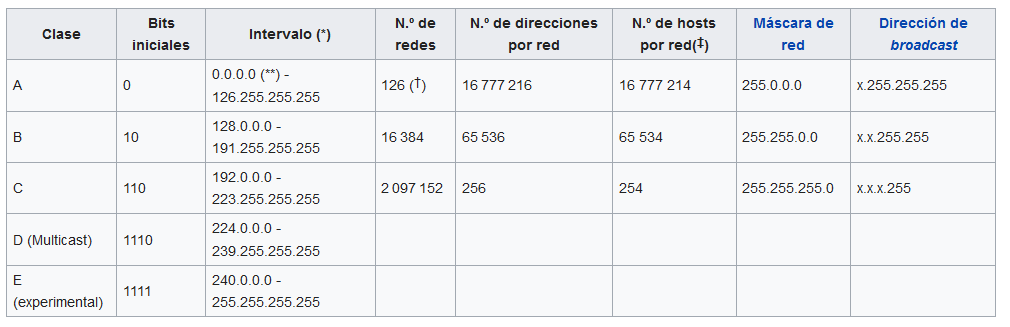 Clase Bits iniciales Intervalo (*) N.º de redes N.º de direcciones por red N.º de hosts por red(‡) Máscara de red Dirección de broadcast
A 0 0.0.0.0 (**) - 126.255.255.255 126 (†) 16 777 216 16 777 214 255.0.0.0 x.255.255.255
B 10 128.0.0.0 - 191.255.255.255 16 384 65 536 65 534 255.255.0.0 x.x.255.255
C 110 192.0.0.0 - 223.255.255.255 2 097 152 256 254 255.255.255.0 x.x.x.255
D (Multicast) 1110 224.0.0.0 - 239.255.255.255
E (experimental) 1111 240.0.0.0 - 255.255.255.255